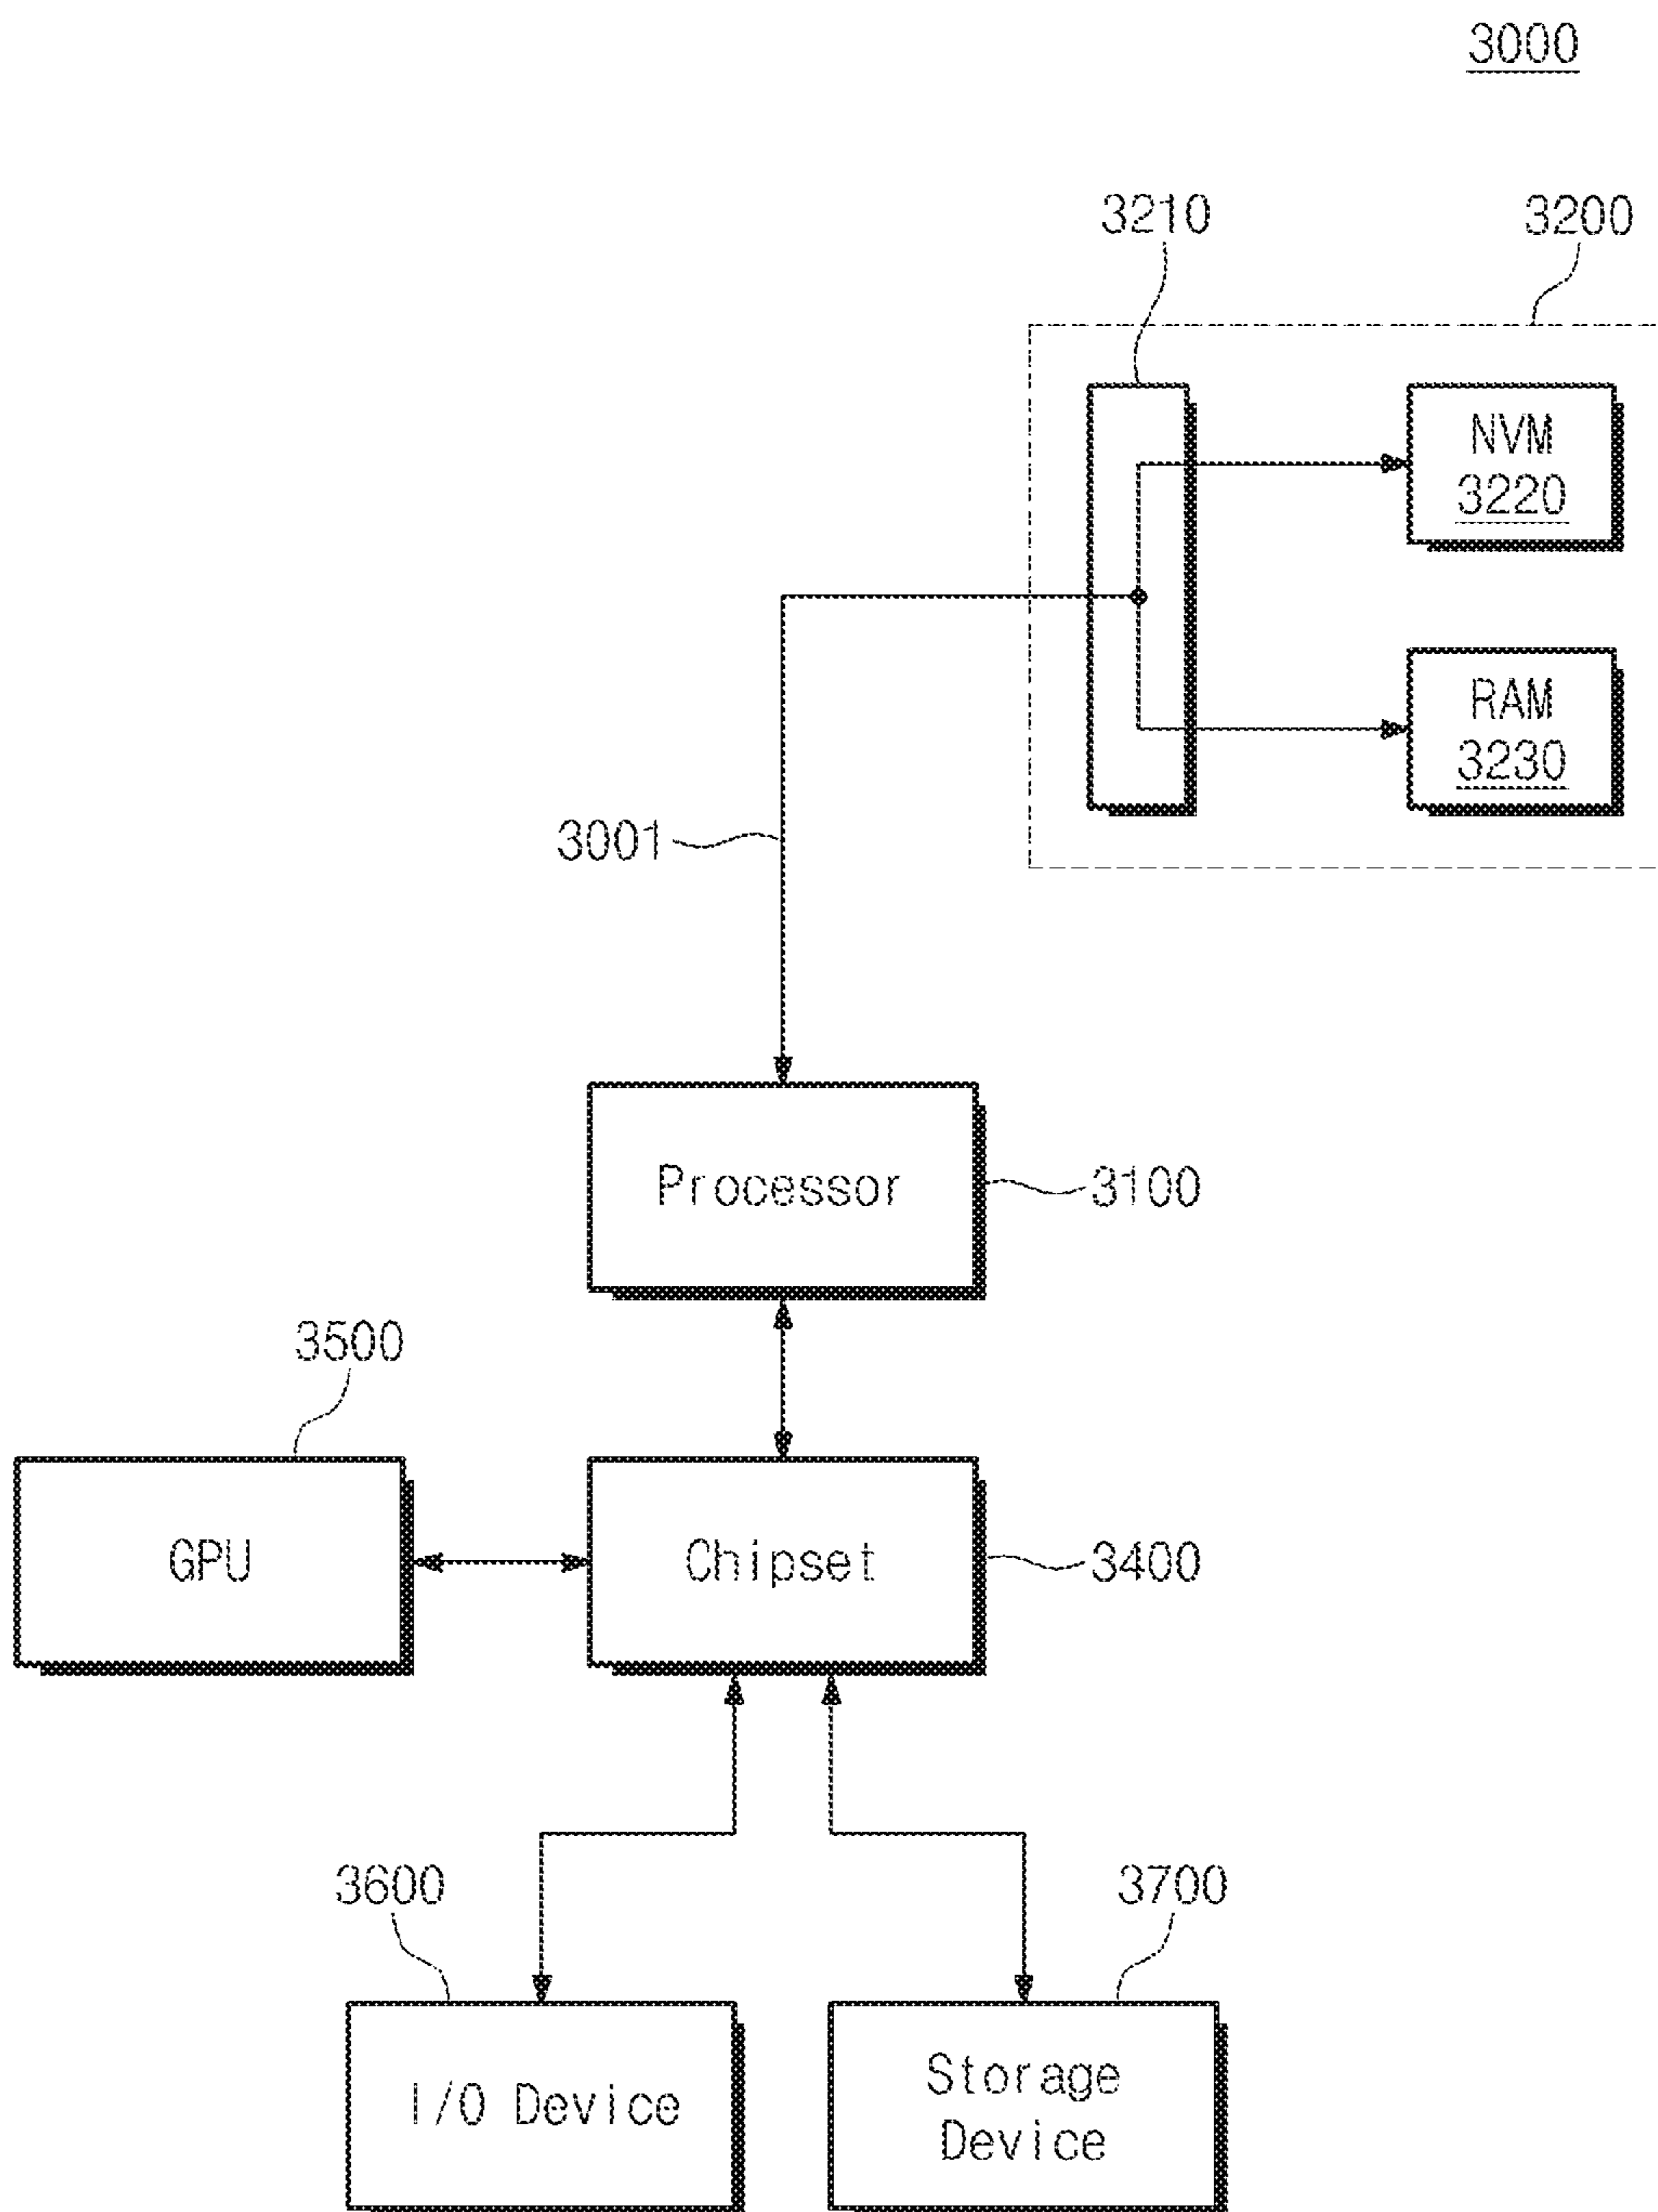 3000
3210
3200
NVM
3220
RAM
3230
3001
Processor
3100
3500
GPU
Chipset
3400
3600
3700
I/O Device
Storage
Device